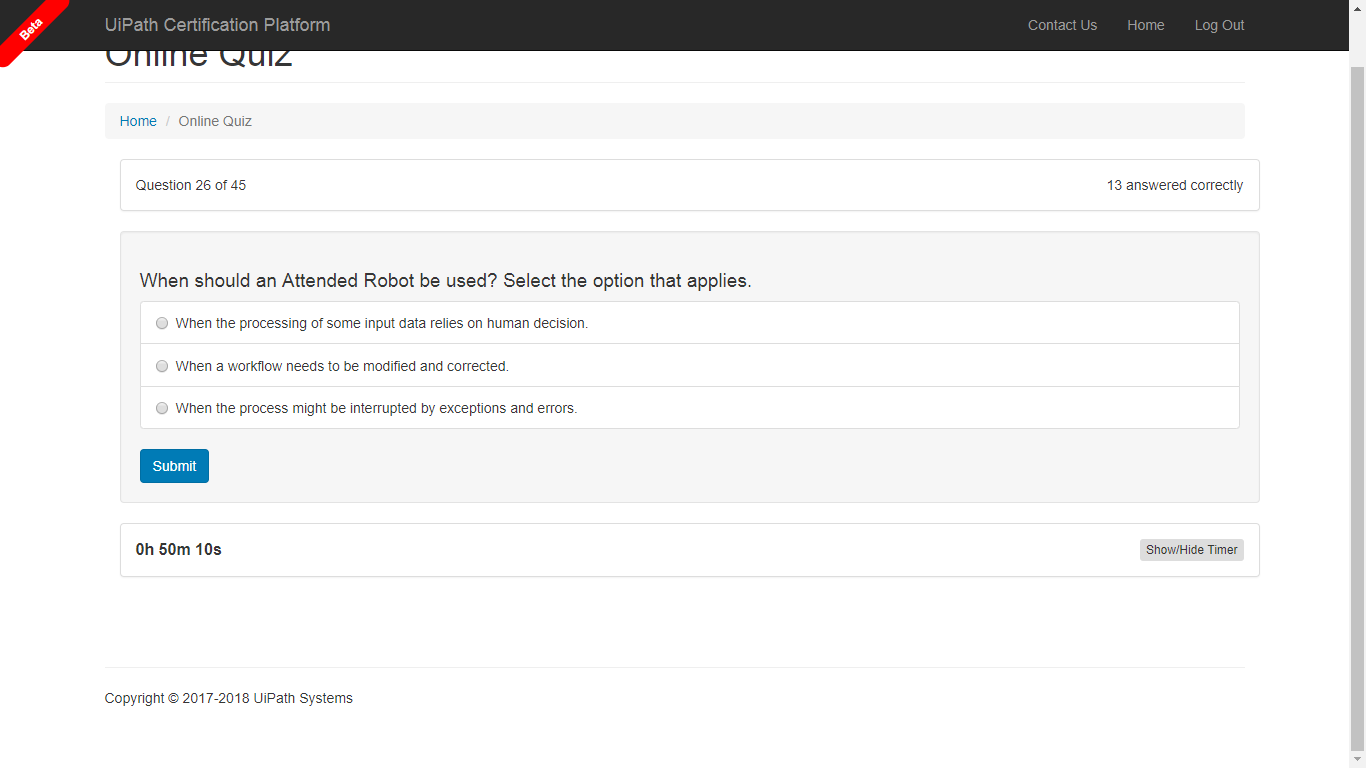 Beta
UiPath Certification Platform Contact Us Home Log Out
Online Quiz
Home / Online Quiz
Question 26 of 45 13 answered correctly
When should an Attended Robot be used? Select the option that applies.
When the processing of some input data relies on human decision.
When a workflow needs to be modified and corrected.
When the process might be interrupted by exceptions and errors.
Submit
0h 50m 10s Show/Hide Timer
Copyright © 2017-2018 UiPath Systems